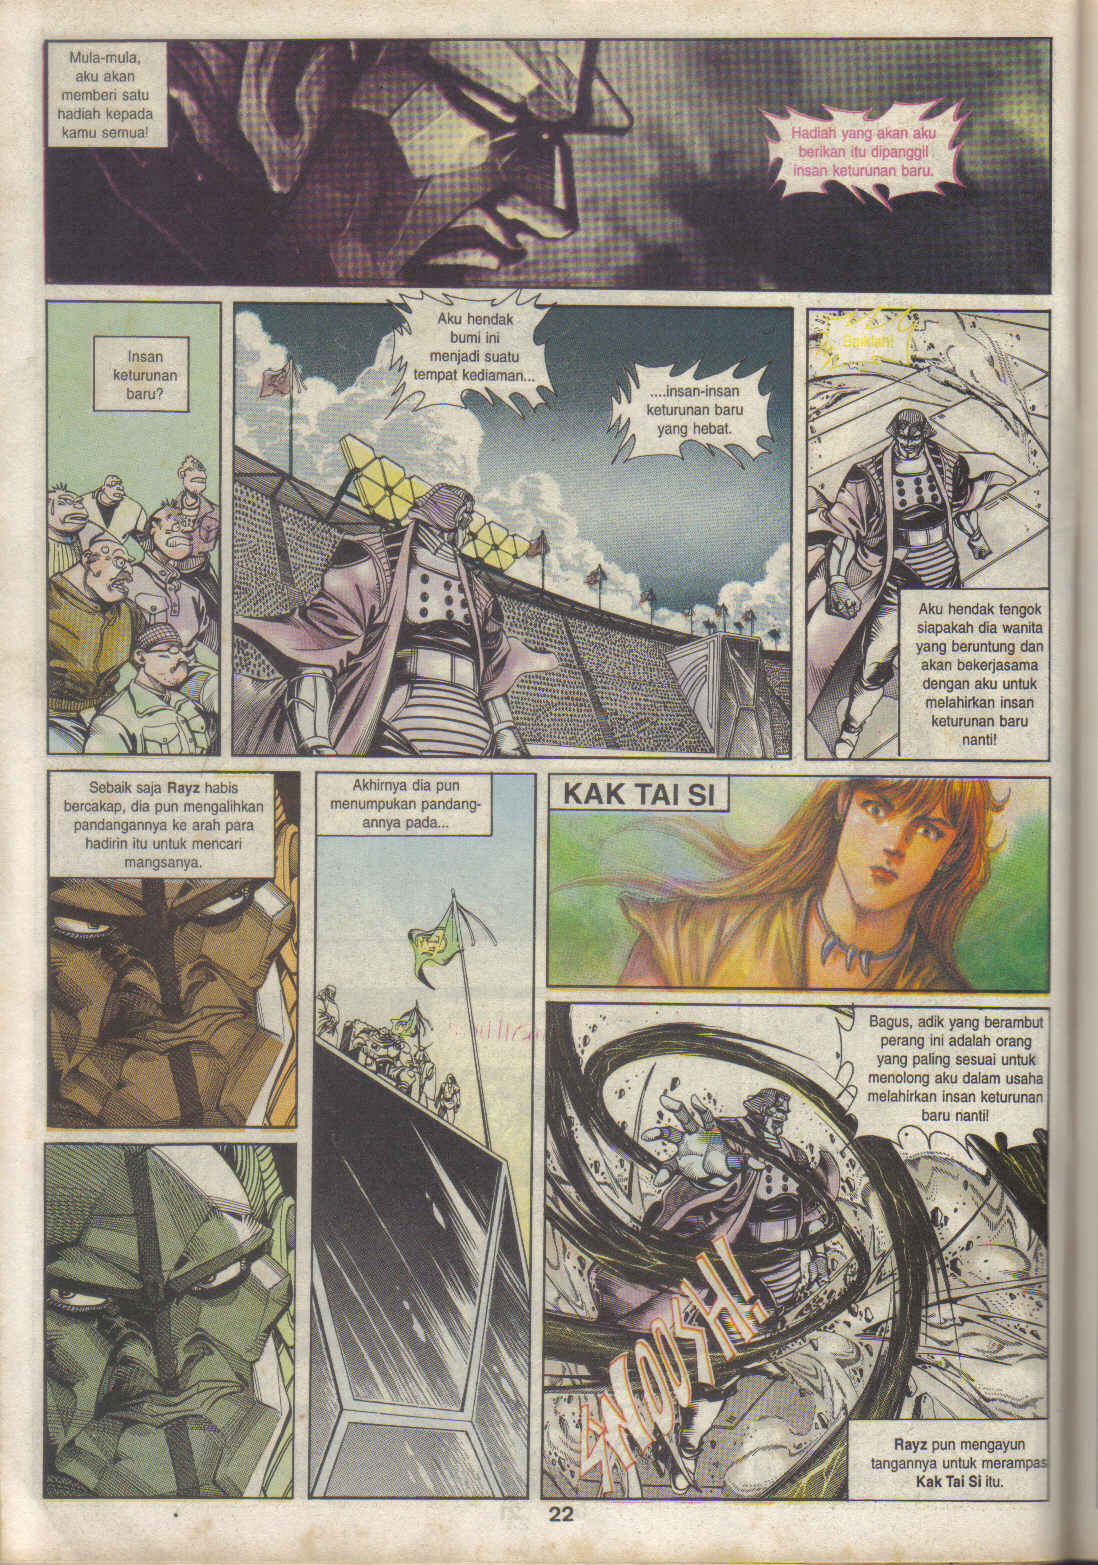 Mula-mula,
aku akan
memberi satu
hadiah kepada
kamu semua!
Hadiah yang akan aku
berikan itu dipanggil
insan keturunan baru.
Insan
keturunan
baru?
Aku hendak
bumi ini
menjadi suatu
tempat kediaman...
....insan-insan
keturunan baru
yang hebat.
Baiklah!
Aku hendak tengok
siapakah dia wanita
yang beruntung dan
akan bekerjasama
dengan aku untuk
melahirkan insan
keturunan baru
nanti!
Sebaik saja Rayz habis
bercakap, dia pun mengalihkan
pandangannya ke arah para
hadirin itu untuk mencari
mangsanya.
Akhirnya dia pun
menumpukan pandang-
annya pada...
KAK TAI SI
Bagus, adik yang berambut
perang ini adalah orang
yang paling sesuai untuk
menolong aku dalam usaha
melahirkan insan keturunan
baru nanti!
Rayz pun mengayun
tangannya untuk merampas
Kak Tai Si itu.
22